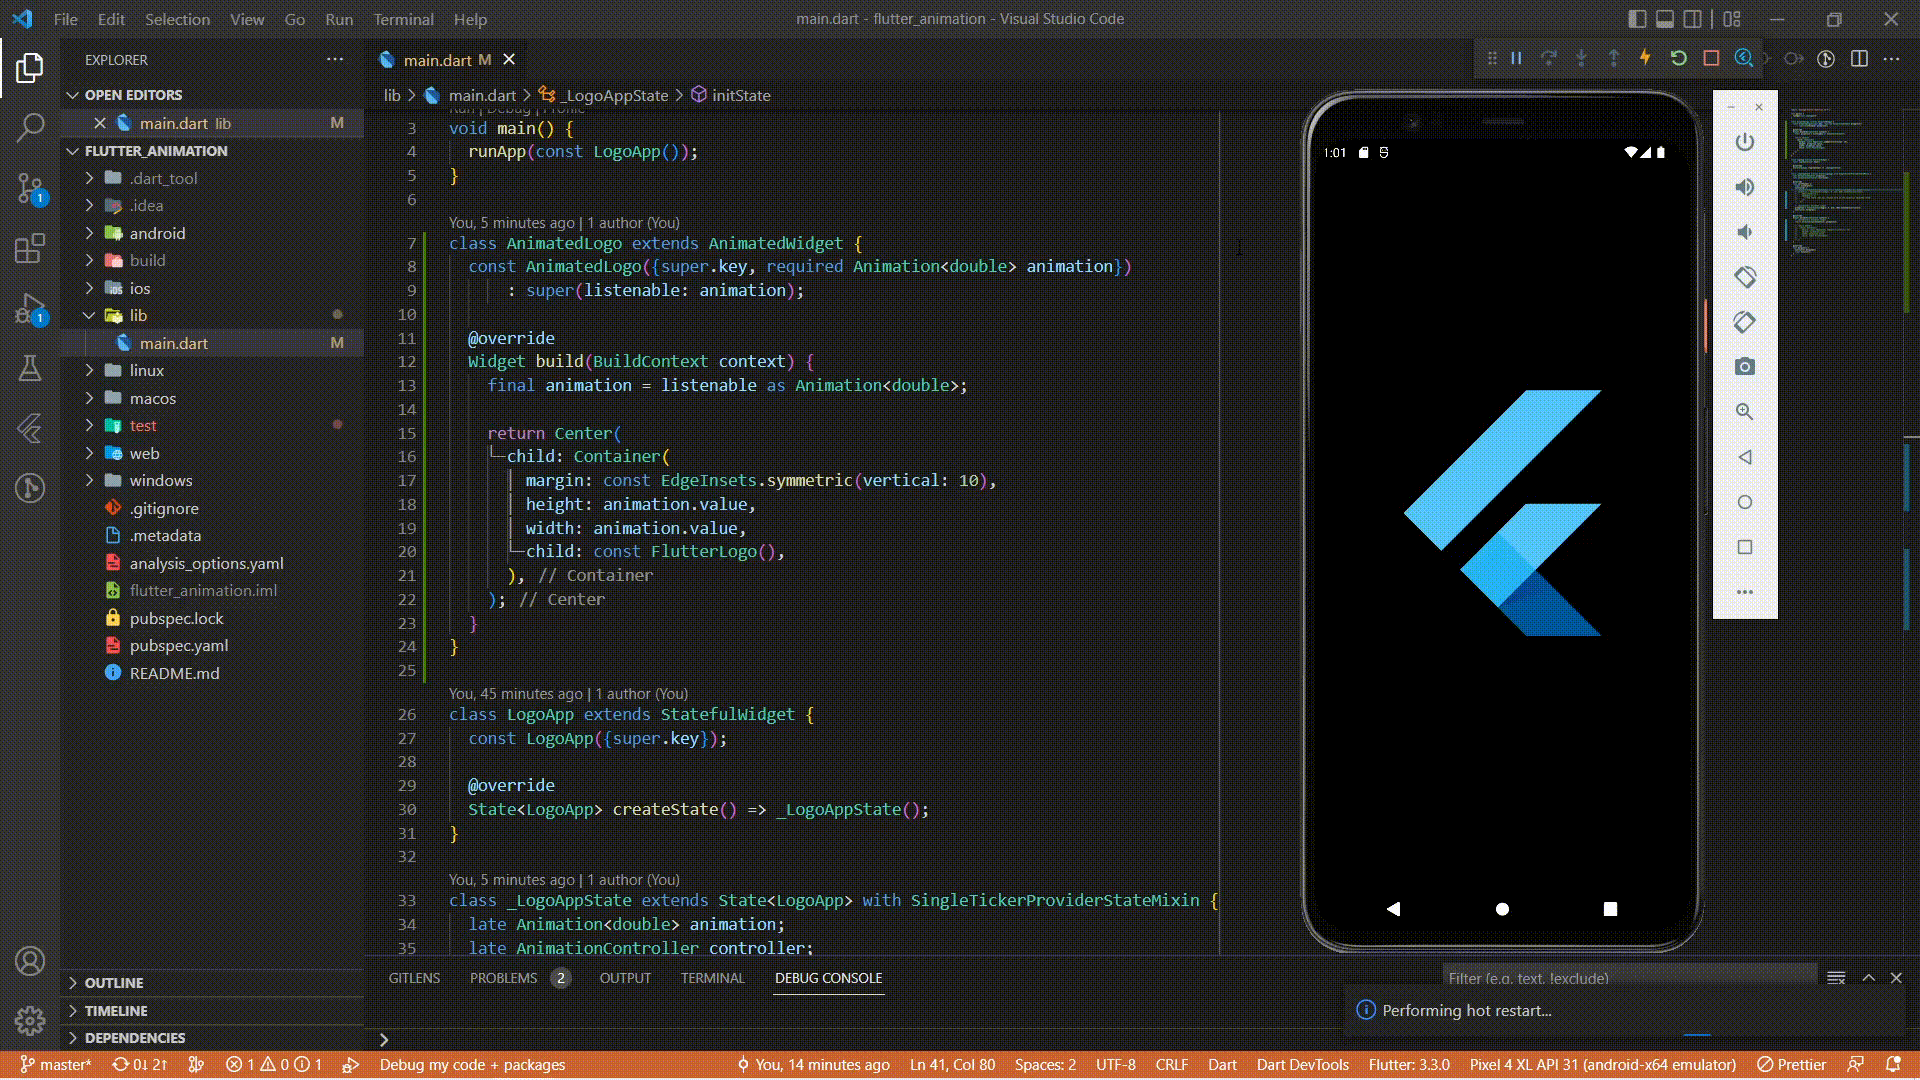 File Edit Selection View Go Run Terminal Help
main.dart - flutter_animation - Visual Studio Code
EXPLORER
main.dart M
OPEN EDITORS
main.dart lib M
FLUTTER_ANIMATION
.dart_tool
.idea
android
build
ios
lib
main.dart M
linux
macos
test
web
windows
.gitignore
.metadata
analysis_options.yaml
flutter_animation.iml
pubspec.lock
pubspec.yaml
README.md
OUTLINE
TIMELINE
DEPENDENCIES
1
1
lib > main.dart > _LogoAppState > initState
Run | Debug | Profile
3 void main() {
4 runApp(const LogoApp());
5 }
6
You, 5 minutes ago | 1 author (You)
7 class AnimatedLogo extends AnimatedWidget {
8 const AnimatedLogo({super.key, required Animation<double> animation})
9 : super(listenable: animation);
10
11 @override
12 Widget build(BuildContext context) {
13 final animation = listenable as Animation<double>;
14
15 return Center(
16 child: Container(
17 margin: const EdgeInsets.symmetric(vertical: 10),
18 height: animation.value,
19 width: animation.value,
20 child: const FlutterLogo(),
21 ), // Container
22 ); // Center
23 }
24 }
25
You, 45 minutes ago | 1 author (You)
26 class LogoApp extends StatefulWidget {
27 const LogoApp({super.key});
28
29 @override
30 State<LogoApp> createState() => _LogoAppState();
31 }
32
You, 5 minutes ago | 1 author (You)
33 class _LogoAppState extends State<LogoApp> with SingleTickerProviderStateMixin {
34 late Animation<double> animation;
35 late AnimationController controller;
1:01
GITLENS PROBLEMS 2 OUTPUT TERMINAL DEBUG CONSOLE
Filter (e.g. text, !exclude)
Performing hot restart...
master* 0↓ 2↑ 1 0 1 Debug my code + packages You, 14 minutes ago Ln 41, Col 80 Spaces: 2 UTF-8 CRLF Dart Dart DevTools Flutter: 3.3.0 Pixel 4 XL API 31 (android-x64 emulator) Prettier